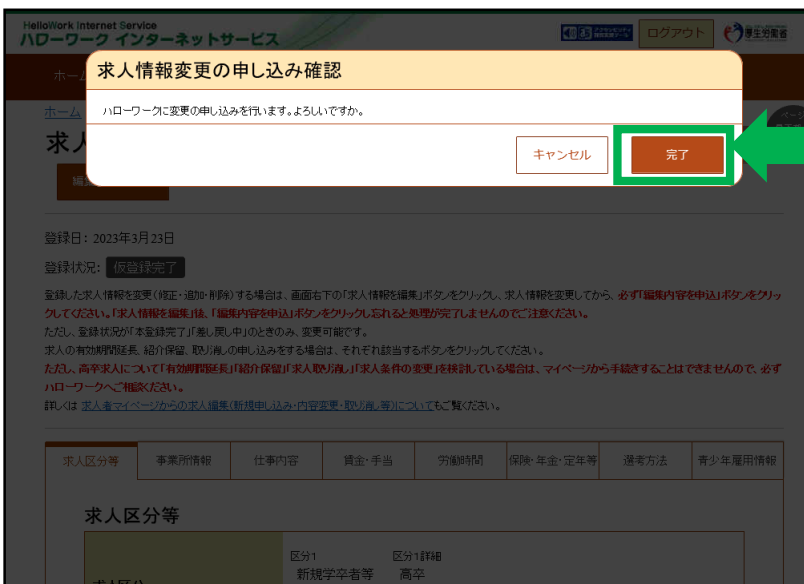 HelloWork Internet Service
ハローワーク インターネットサービス
ログアウト
厚生労働省
ホーム
求人情報変更の申し込み確認
ハローワークに変更の申し込みを行います。よろしいですか。
キャンセル
完了
ホーム
求人
登録日：2023年3月23日
登録状況：仮登録完了
登録した求人情報を変更（修正・追加・削除）する場合は、画面右下の「求人情報を編集」ボタンをクリックし、求人情報を変更してから、必ず「編集内容を申込」ボタンをクリッ
クしてください。「求人情報を編集」後、「編集内容を申込」ボタンをクリックし忘れると処理が完了しませんのでご注意ください。
ただし、登録状況が「本登録完了」「差し戻し中」のときのみ、変更可能です。
求人の有効期間延長、紹介保留、取り消しの申し込みをする場合は、それぞれ該当するボタンをクリックしてください。
ただし、高卒求人について「有効期間延長」「紹介保留」「求人取り消し」「求人条件の変更」を検討している場合は、マイページから手続きすることはできませんので、必ず
ハローワークへご相談ください。
詳しくは 求人者マイページからの求人編集（新規申し込み・内容変更・取り消し等）についてもご覧ください。
求人区分等 事業所情報 仕事内容 賃金・手当 労働時間 保険・年金・定年等 選考方法 青少年雇用情報
求人区分等
区分1 区分1詳細
新規学卒者等 高卒
求人区分